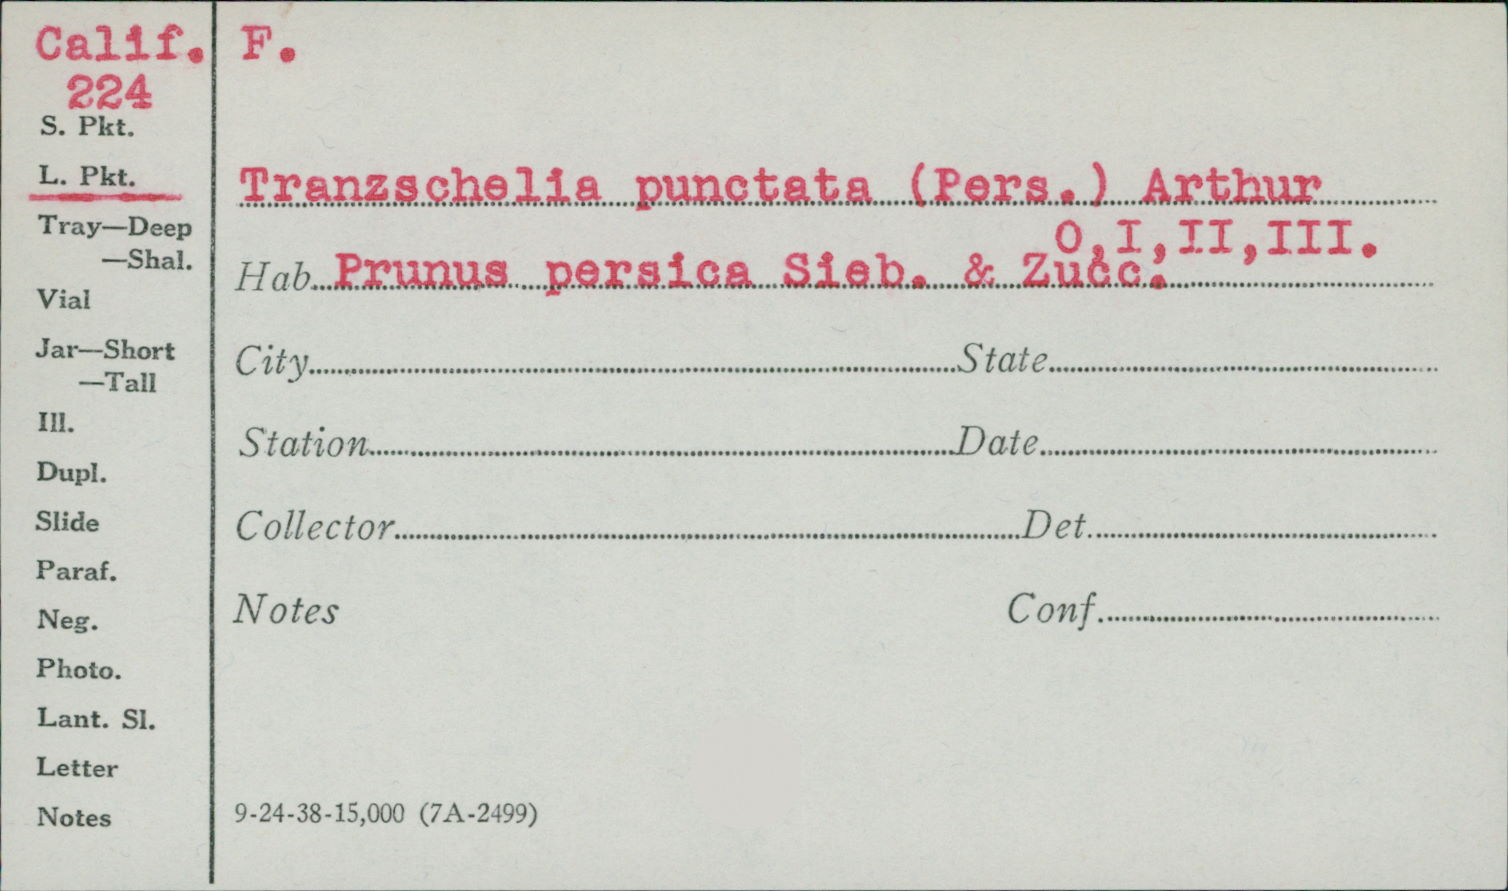 Calif. F.
224
S. Pkt.
L. Pkt.
Tranzschelia punctata (Pers.) Arthur
O,I,II,III.
Tray—Deep
—Shal.
Hab. Prunus persica Sieb. & Zucc.
Vial
Jar—Short
—Tall
City State
Ill.
Station Date
Dupl.
Slide
Collector Det.
Paraf.
Neg.
Notes Conf.
Photo.
Lant. Sl.
Letter
Notes
9-24-38-15,000 (7A-2499)